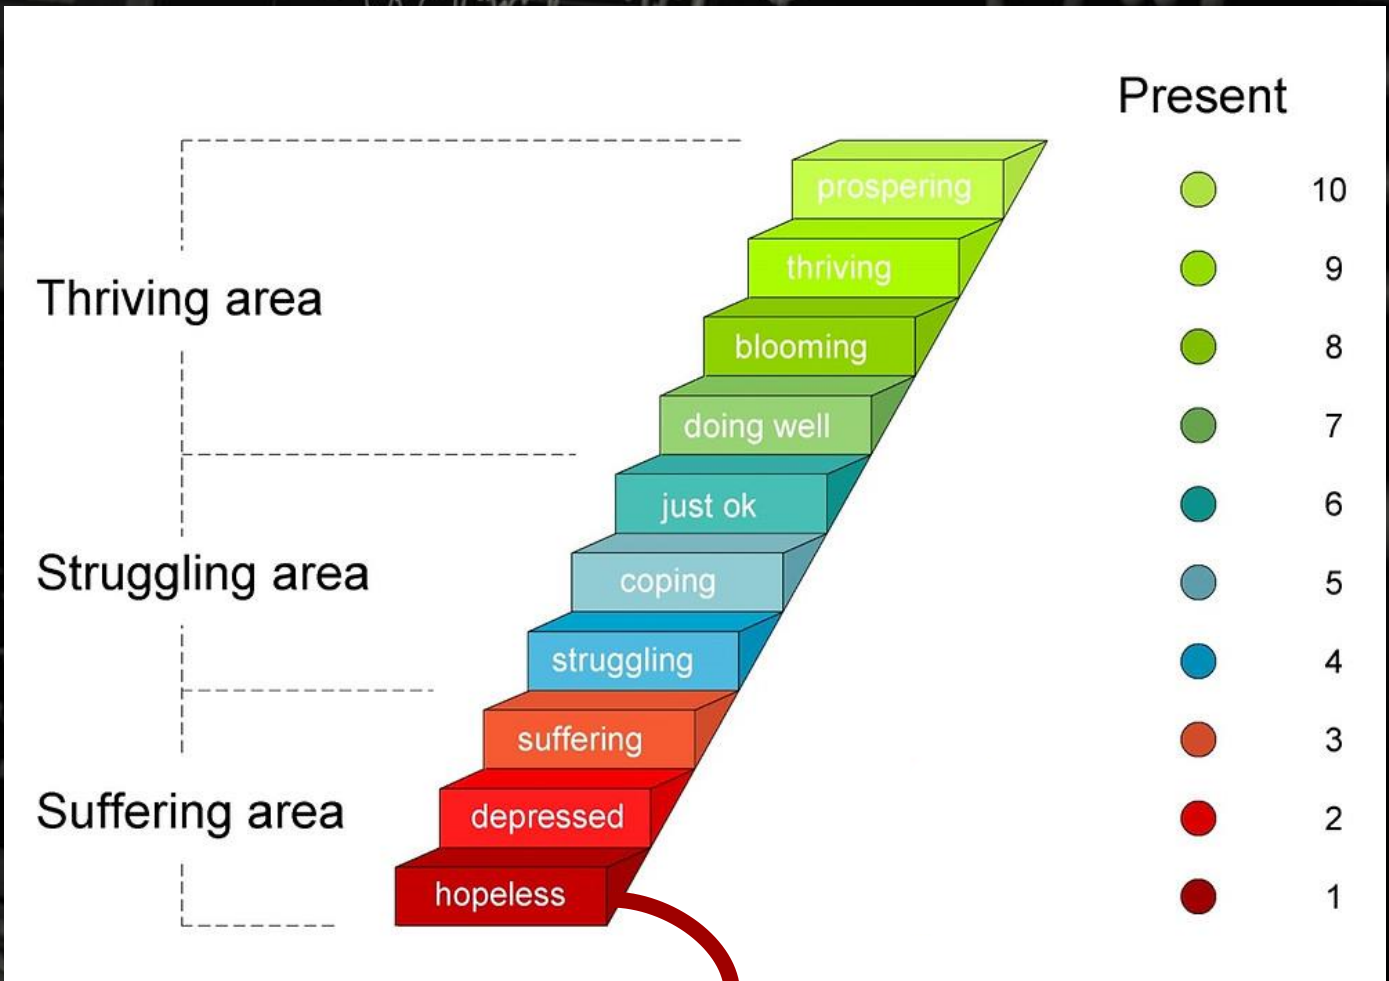 Present
prospering 10
thriving 9
Thriving area
blooming 8
doing well 7
just ok 6
Struggling area
coping 5
struggling 4
suffering 3
Suffering area
depressed 2
hopeless 1